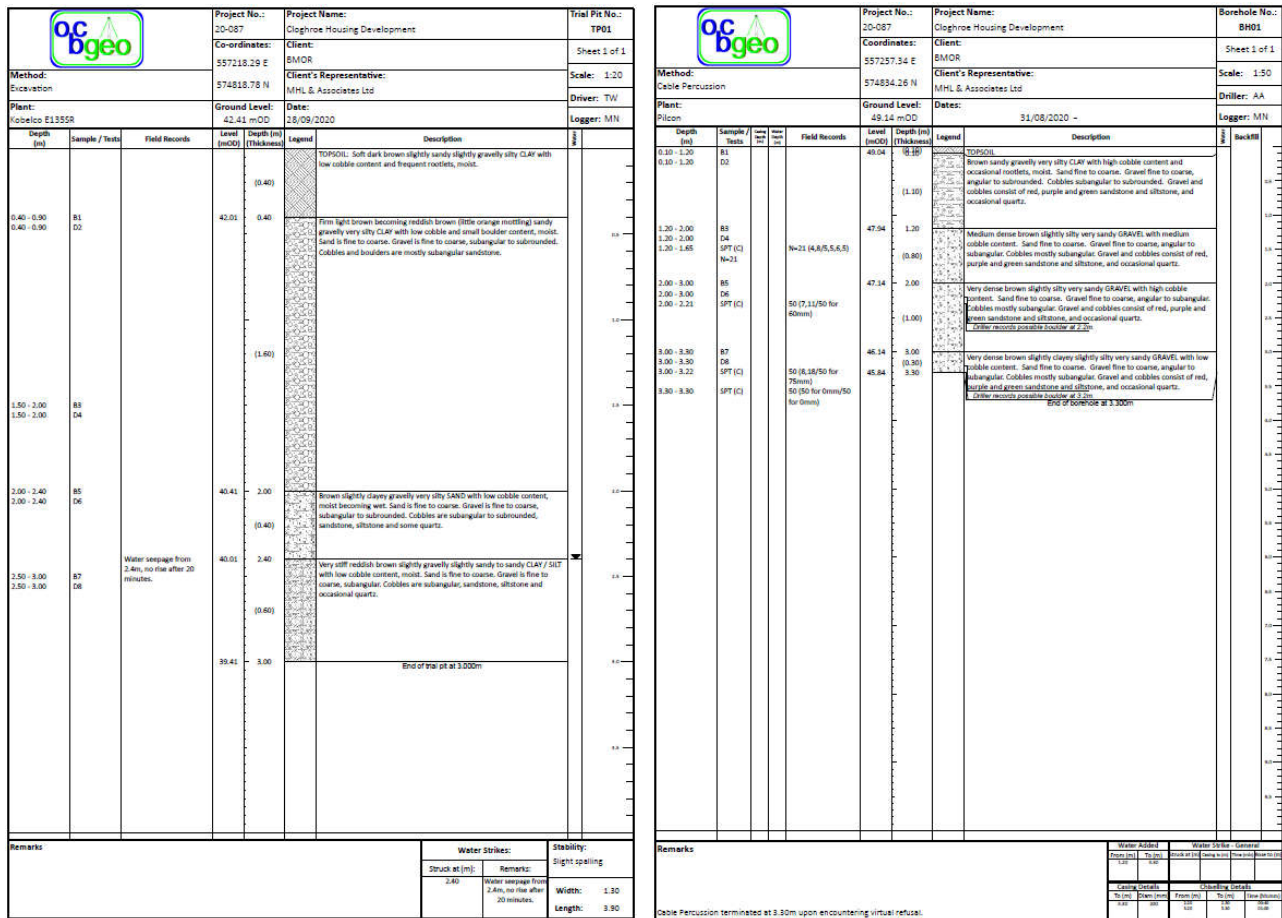 ocbgeo
Project No.:
20-087
Project Name:
Cloghroe Housing Development
Trial Pit No.:
TP01
Co-ordinates:
557218.29 E
574818.78 N
Client:
BMOR
Sheet 1 of 1
Method:
Excavation
Client's Representative:
MHL & Associates Ltd
Scale: 1:20
Driver: TW
Plant:
Kobelco E135SR
Ground Level:
42.41 mOD
Date:
28/09/2020
Logger: MN
Depth (m)
Sample / Tests
Field Records
Level (mOD)
Depth (m) (Thickness)
Legend
Description
Water
TOPSOIL: Soft dark brown slightly sandy slightly gravelly silty CLAY with
low cobble content and frequent rootlets, moist.
(0.40)
0.40 - 0.90 B1 42.01 0.40
0.40 - 0.90 D2
Firm light brown becoming reddish brown (little orange mottling) sandy
gravelly very silty CLAY with low cobble and small boulder content, moist.
Sand is fine to coarse. Gravel is fine to coarse, subangular to subrounded.
Cobbles and boulders are mostly subangular sandstone.
(1.60)
1.50 - 2.00 B3
1.50 - 2.00 D4
2.00 - 2.40 B5 40.41 2.00
2.00 - 2.40 D6
Brown slightly clayey gravelly very silty SAND with low cobble content,
moist becoming wet. Sand is fine to coarse. Gravel is fine to coarse,
subangular to subrounded. Cobbles are subangular to subrounded,
sandstone, siltstone and some quartz.
(0.40)
Water seepage from
2.4m, no rise after 20
minutes.
40.01 2.40
2.50 - 3.00 B7
2.50 - 3.00 D8
Very stiff reddish brown slightly gravelly slightly sandy to sandy CLAY / SILT
with low cobble content, moist. Sand is fine to coarse. Gravel is fine to
coarse, subangular. Cobbles are subangular, sandstone, siltstone and
occasional quartz.
(0.60)
39.41 3.00
End of trial pit at 3.000m
Remarks
Water Strikes:
Struck at (m): Remarks:
2.40 Water seepage from
2.4m, no rise after
20 minutes.
Stability:
Slight spalling
Width: 1.30
Length: 3.90
ocbgeo
Project No.:
20-087
Project Name:
Cloghroe Housing Development
Borehole No.:
BH01
Coordinates:
557257.34 E
574834.26 N
Client:
BMOR
Sheet 1 of 1
Method:
Cable Percussion
Client's Representative:
MHL & Associates Ltd
Scale: 1:50
Driller: AA
Plant:
Pilcon
Ground Level:
49.14 mOD
Dates:
31/08/2020 -
Logger: MN
Depth (m)
Sample / Tests
Casing Depth (m)
Water Depth (m)
Field Records
Level (mOD)
Depth (m) (Thickness)
Legend
Description
Water
Backfill
0.10 - 1.20 B1 49.04 0.10
0.10 - 1.20 D2
TOPSOIL
Brown sandy gravelly very silty CLAY with high cobble content and
occasional rootlets, moist. Sand fine to coarse. Gravel fine to coarse,
angular to subrounded. Cobbles subangular to subrounded. Gravel and
cobbles consist of red, purple and green sandstone and siltstone, and
occasional quartz.
(1.10)
1.20 - 2.00 B3 47.94 1.20
1.20 - 2.00 D4
1.20 - 1.65 SPT (C) N=21 (4,8/5,5,6,5)
N=21
Medium dense brown slightly silty very sandy GRAVEL with medium
cobble content. Sand fine to coarse. Gravel fine to coarse, angular to
subangular. Cobbles mostly subangular. Gravel and cobbles consist of red,
purple and green sandstone and siltstone, and occasional quartz.
(0.80)
2.00 - 3.00 B5 47.14 2.00
2.00 - 3.00 D6
2.00 - 2.21 SPT (C) 50 (7,11/50 for
60mm)
Very dense brown slightly silty very sandy GRAVEL with high cobble
content. Sand fine to coarse. Gravel fine to coarse, angular to subangular.
Cobbles mostly subangular. Gravel and cobbles consist of red, purple and
green sandstone and siltstone, and occasional quartz.
Driller records possible boulder at 2.2m
(1.00)
3.00 - 3.30 B7 46.14 3.00
3.00 - 3.30 D8 (0.30)
3.00 - 3.22 SPT (C) 50 (8,18/50 for 45.84 3.30
75mm)
3.30 - 3.30 SPT (C) 50 (50 for 0mm/50
for 0mm)
Very dense brown slightly clayey slightly silty very sandy GRAVEL with low
cobble content. Sand fine to coarse. Gravel fine to coarse, angular to
subangular. Cobbles mostly subangular. Gravel and cobbles consist of red,
purple and green sandstone and siltstone, and occasional quartz.
Driller records possible boulder at 3.2m
End of borehole at 3.300m
Remarks
Cable Percussion terminated at 3.30m upon encountering virtual refusal.
Water Added
From (m) To (m)
Water Strike - General
Struck at (m) Casing to (m) Time (min) Rose to (m)
Casing Details
To (m) Diam (mm)
Chiselling Details
From (m) To (m)